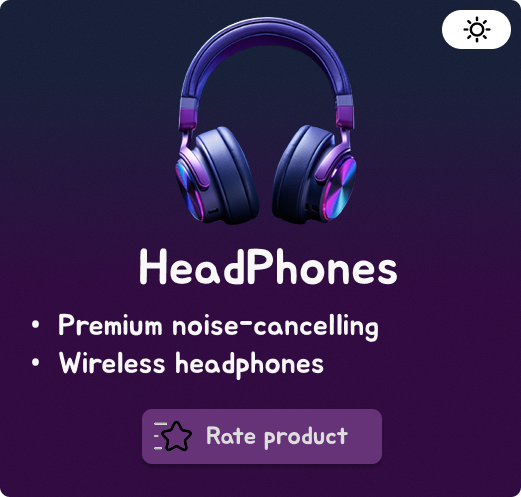 HeadPhones
• Premium noise-cancelling
• Wireless headphones
Rate product